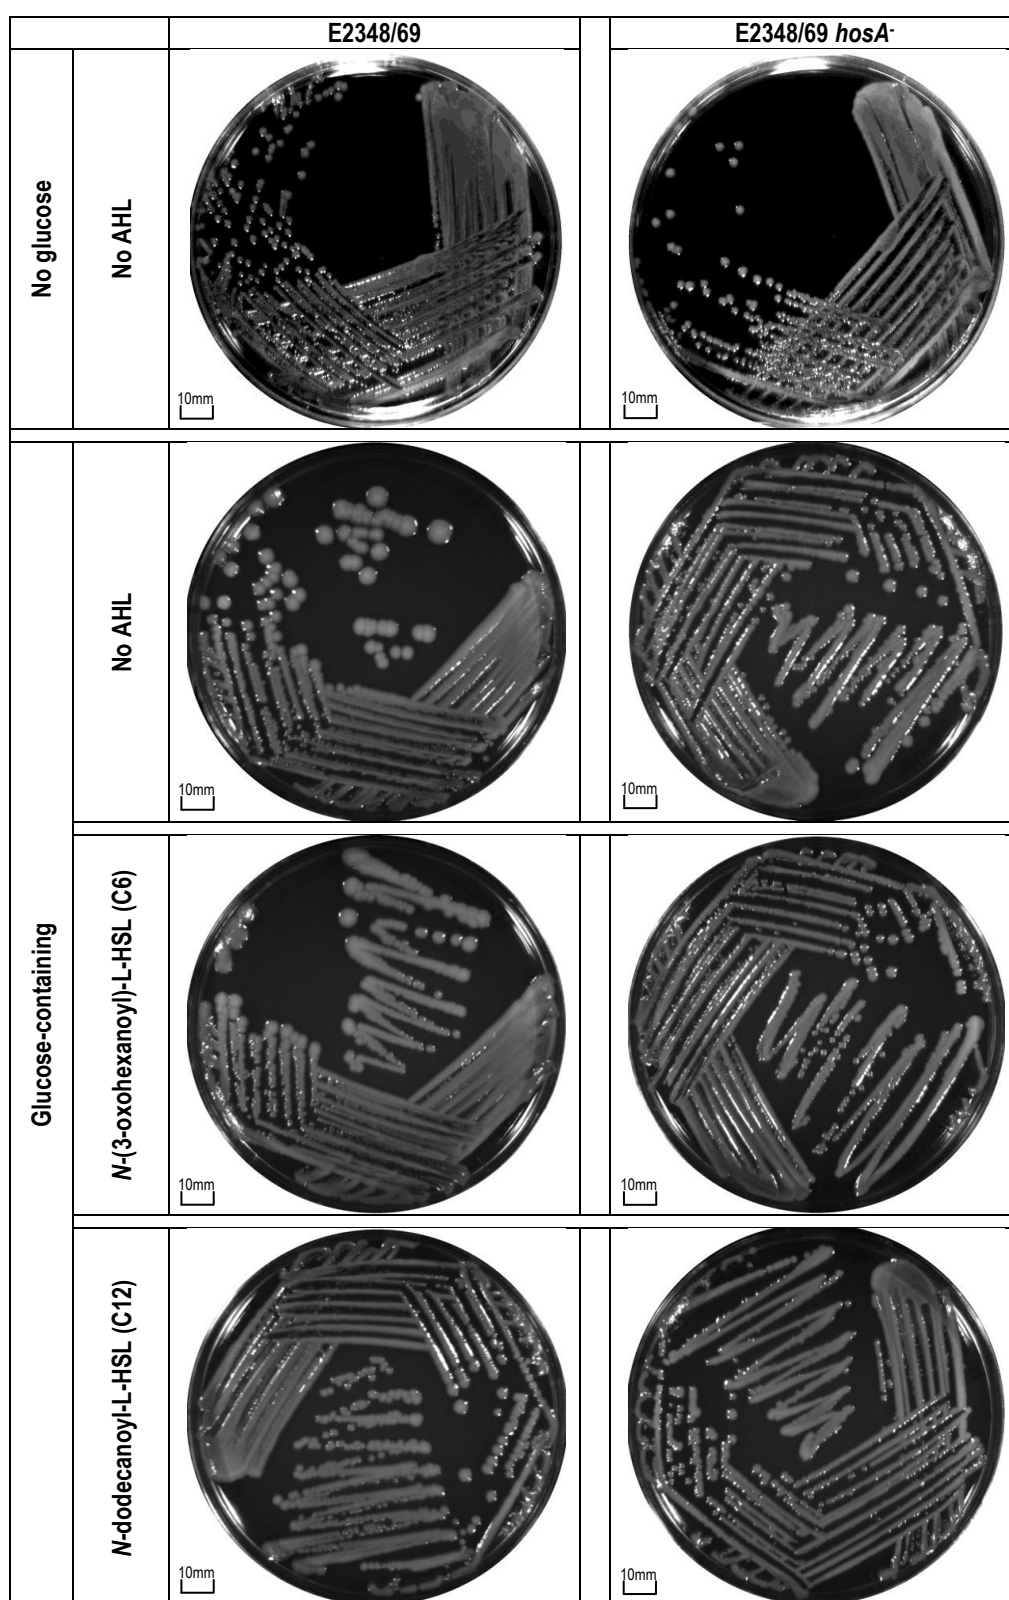 E2348/69
E2348/69 hosA-
No glucose
No AHL
10mm
10mm
Glucose-containing
No AHL
10mm
10mm
N-(3-oxohexanoyl)-L-HSL (C6)
10mm
10mm
N-dodecanoyl-L-HSL (C12)
10mm
10mm